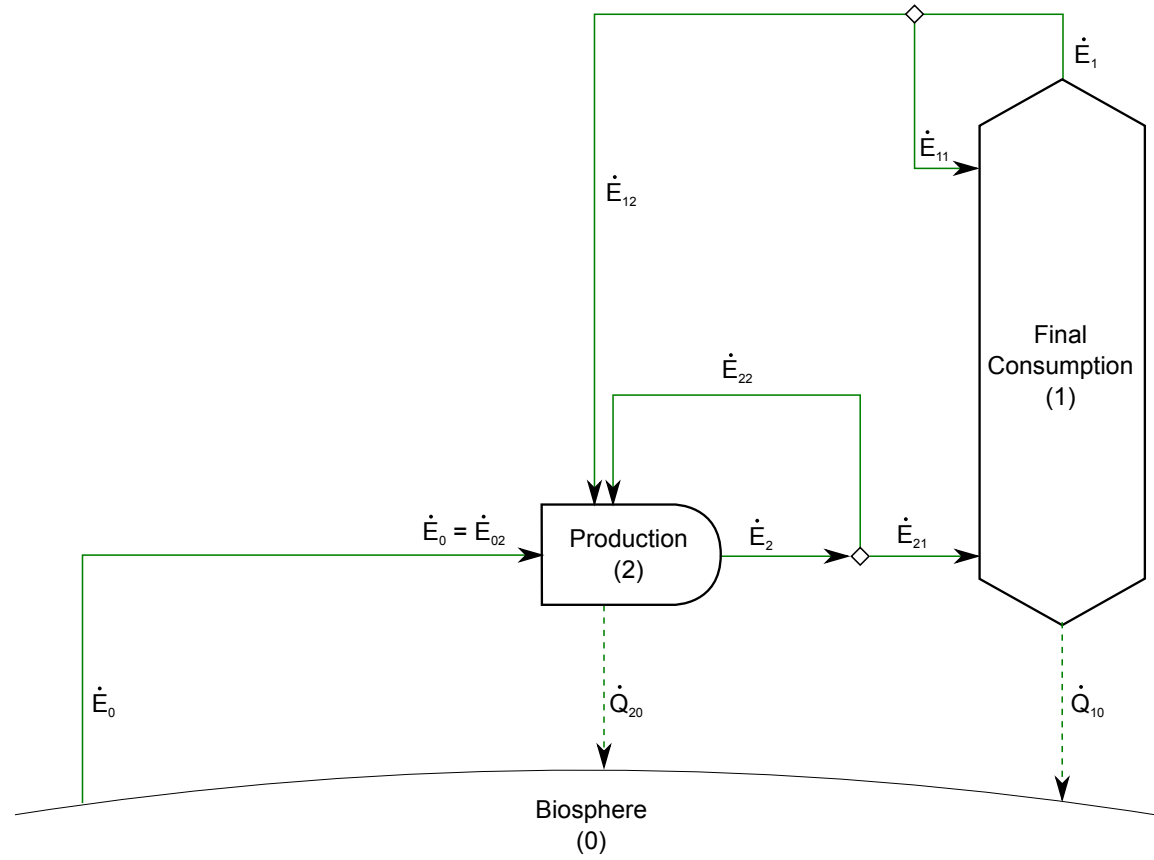 Ė₁
Ė₁₁
Ė₁₂
Final
Consumption
(1)
Ė₂₂
Ė₀ = Ė₀₂
Production
(2)
Ė₂
Ė₂₁
Ė₀
Q̇₂₀
Q̇₁₀
Biosphere
(0)